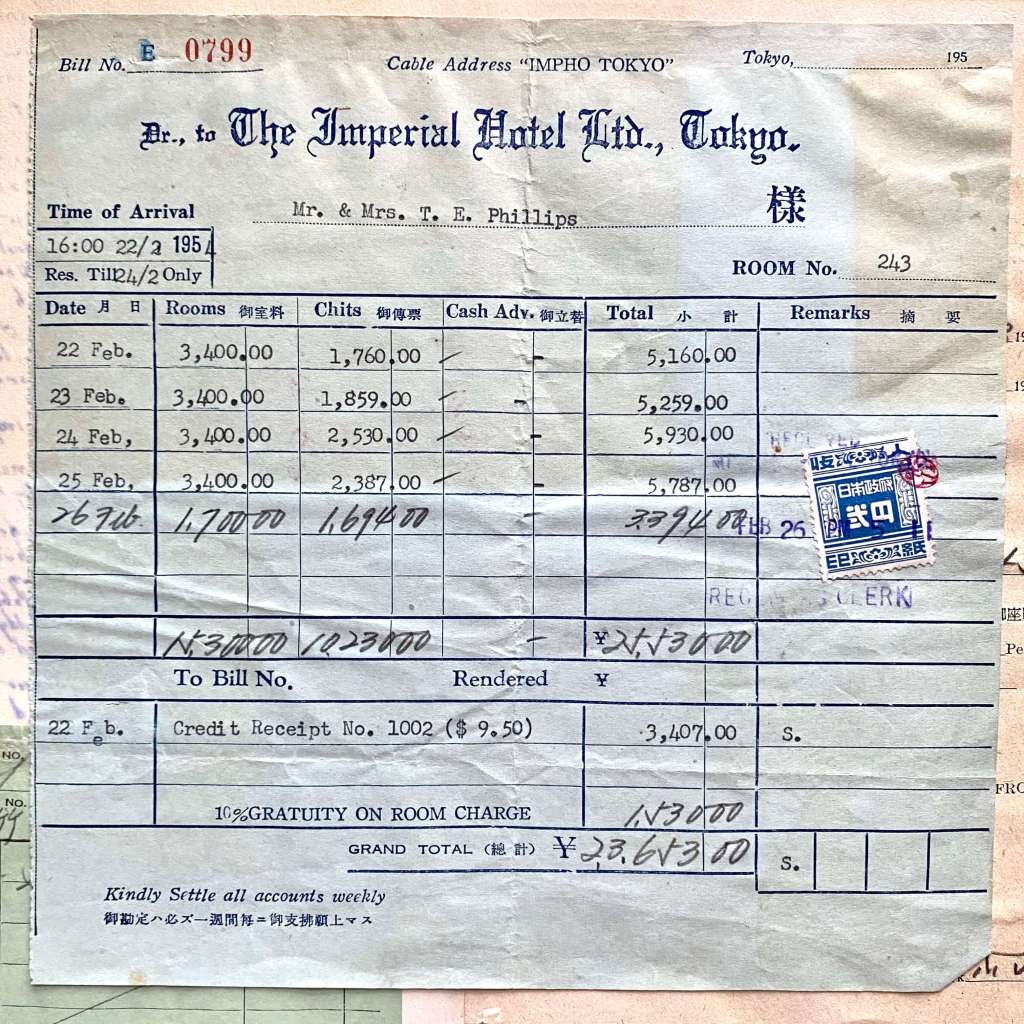 Bill No. E 0799 Cable Address "IMPHO TOKYO" Tokyo, 195
Dr., to The Imperial Hotel Ltd., Tokyo.
Time of Arrival Mr. & Mrs. T. E. Phillips 様
16:00 22/2 1954
Res. Till 24/2 Only ROOM No. 243
Date 月 日 Rooms 御室料 Chits 御傳票 Cash Adv. 御立替 Total 小 計 Remarks 摘 要
22 Feb. 3,400.00 1,760.00 - 5,160.00
23 Feb. 3,400.00 1,859.00 - 5,259.00
24 Feb, 3,400.00 2,530.00 - 5,930.00
25 Feb, 3,400.00 2,387.00 - 5,787.00
26 Feb. 1,700 00 1,694 00 - 3,394 00
RECEIVED
日本政府
貳円
FEB 26 PM 5
CLERK
15,300 00 10,230 00 - ¥25,530 00
To Bill No. Rendered ¥
22 Feb. Credit Receipt No. 1002 ($ 9.50) 3,407.00 S.
10% GRATUITY ON ROOM CHARGE 1,530 00
GRAND TOTAL (總 計) ¥23,653 00 S.
Kindly Settle all accounts weekly
御勘定ハ必ズ一週間毎ニ御支拂願上マス